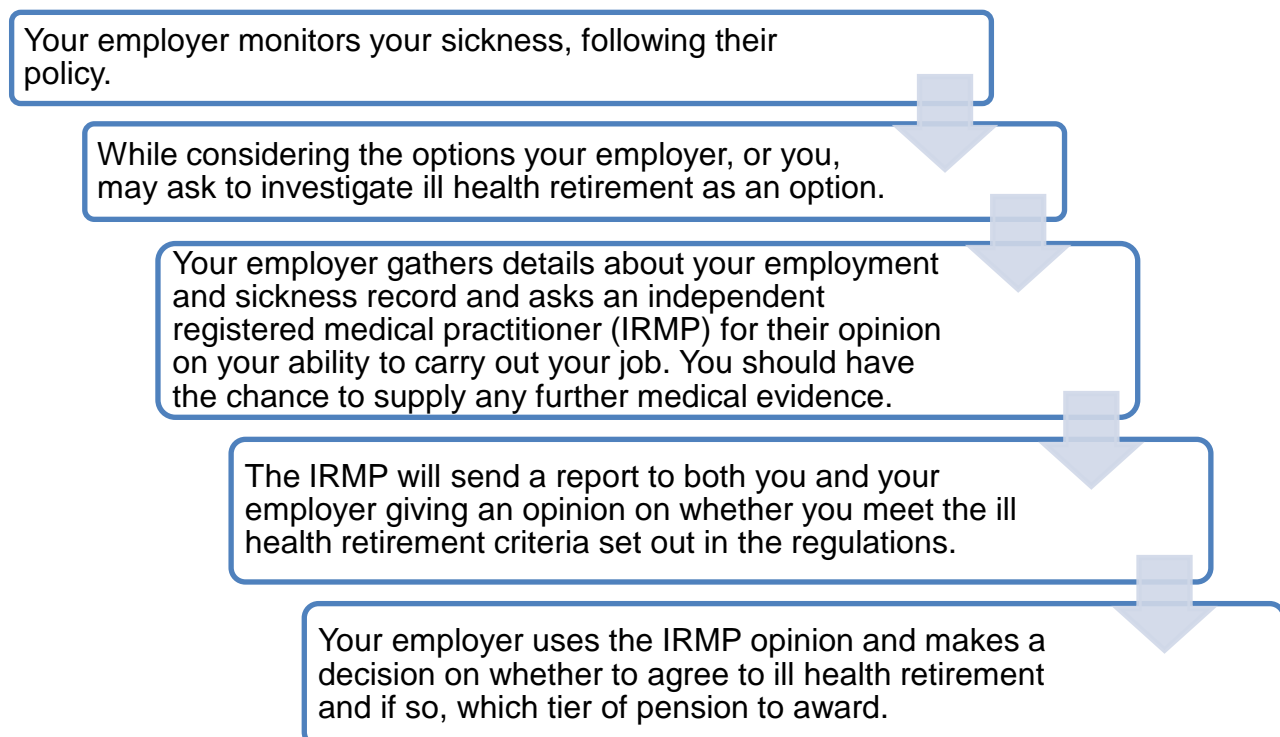 Your employer monitors your sickness, following their
policy.
While considering the options your employer, or you,
may ask to investigate ill health retirement as an option.
Your employer gathers details about your employment
and sickness record and asks an independent
registered medical practitioner (IRMP) for their opinion
on your ability to carry out your job. You should have
the chance to supply any further medical evidence.
The IRMP will send a report to both you and your
employer giving an opinion on whether you meet the ill
health retirement criteria set out in the regulations.
Your employer uses the IRMP opinion and makes a
decision on whether to agree to ill health retirement
and if so, which tier of pension to award.